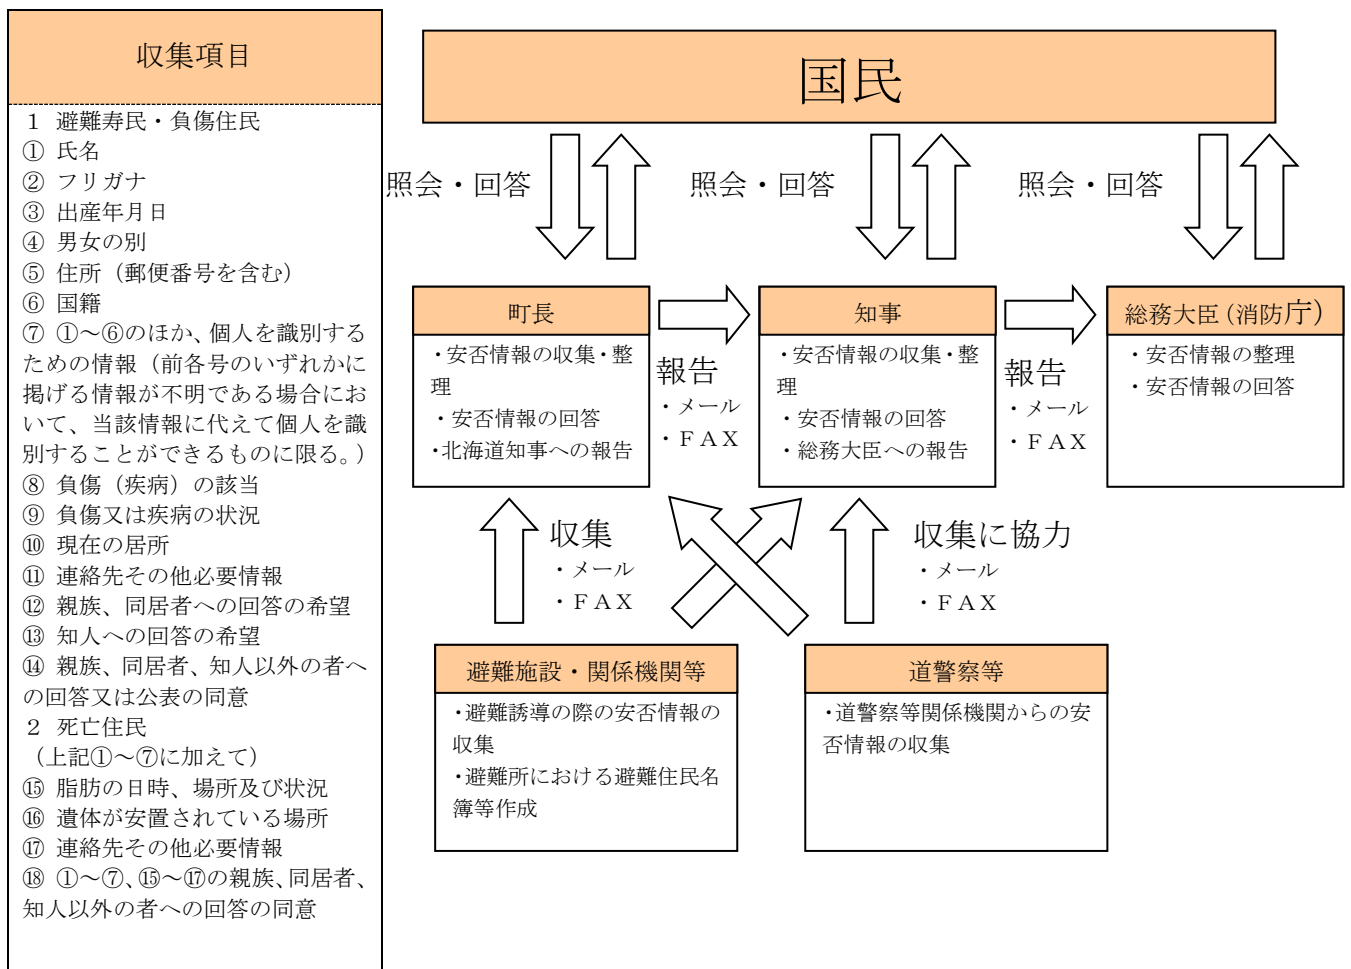 収集項目
1 避難寿民・負傷住民
① 氏名
② フリガナ
③ 出産年月日
④ 男女の別
⑤ 住所（郵便番号を含む）
⑥ 国籍
⑦ ①～⑥のほか、個人を識別する
ための情報（前各号のいずれかに
掲げる情報が不明である場合にお
いて、当該情報に代えて個人を識
別することができるものに限る。）
⑧ 負傷（疾病）の該当
⑨ 負傷又は疾病の状況
⑩ 現在の居所
⑪ 連絡先その他必要情報
⑫ 親族、同居者への回答の希望
⑬ 知人への回答の希望
⑭ 親族、同居者、知人以外の者へ
の回答又は公表の同意
２ 死亡住民
（上記①～⑦に加えて）
⑮ 脂肪の日時、場所及び状況
⑯ 遺体が安置されている場所
⑰ 連絡先その他必要情報
⑱ ①～⑦、⑮～⑰の親族、同居者、
知人以外の者への回答の同意
国民
照会・回答
照会・回答
照会・回答
町長
・安否情報の収集・整
理
・安否情報の回答
・北海道知事への報告
報告
・メール
・ＦＡＸ
知事
・安否情報の収集・整
理
・安否情報の回答
・総務大臣への報告
報告
・メール
・ＦＡＸ
総務大臣（消防庁）
・安否情報の整理
・安否情報の回答
収集
・メール
・ＦＡＸ
収集に協力
・メール
・ＦＡＸ
避難施設・関係機関等
・避難誘導の際の安否情報の
収集
・避難所における避難住民名
簿等作成
道警察等
・道警察等関係機関からの安
否情報の収集